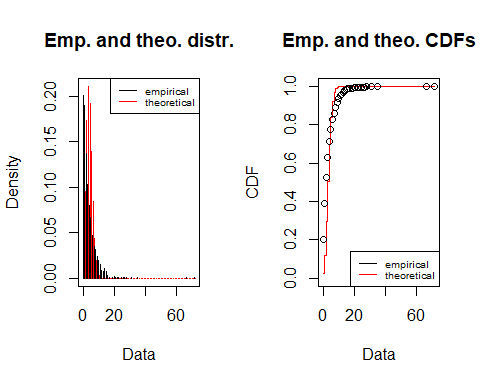 Emp. and theo. distr.
Density
0.00 0.05 0.10 0.15 0.20
empirical
theoretical
0 20 60
Data
Emp. and theo. CDFs
CDF
0.0 0.2 0.4 0.6 0.8 1.0
empirical
theoretical
0 20 60
Data